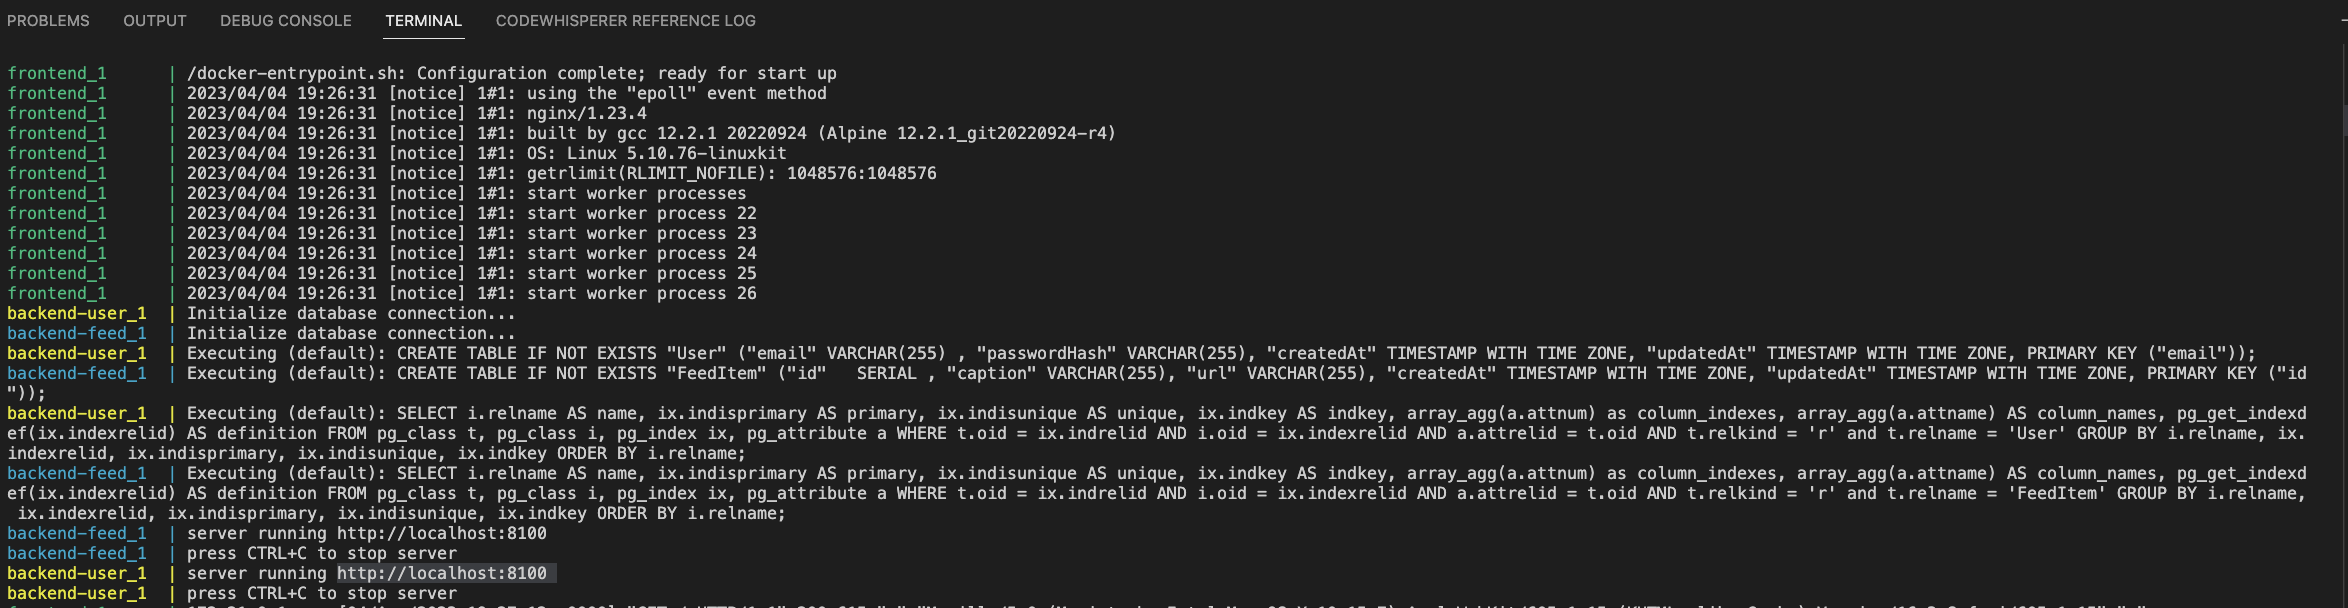 PROBLEMS OUTPUT DEBUG CONSOLE TERMINAL CODEWHISPERER REFERENCE LOG
frontend_1 | /docker-entrypoint.sh: Configuration complete; ready for start up
frontend_1 | 2023/04/04 19:26:31 [notice] 1#1: using the "epoll" event method
frontend_1 | 2023/04/04 19:26:31 [notice] 1#1: nginx/1.23.4
frontend_1 | 2023/04/04 19:26:31 [notice] 1#1: built by gcc 12.2.1 20220924 (Alpine 12.2.1_git20220924-r4)
frontend_1 | 2023/04/04 19:26:31 [notice] 1#1: OS: Linux 5.10.76-linuxkit
frontend_1 | 2023/04/04 19:26:31 [notice] 1#1: getrlimit(RLIMIT_NOFILE): 1048576:1048576
frontend_1 | 2023/04/04 19:26:31 [notice] 1#1: start worker processes
frontend_1 | 2023/04/04 19:26:31 [notice] 1#1: start worker process 22
frontend_1 | 2023/04/04 19:26:31 [notice] 1#1: start worker process 23
frontend_1 | 2023/04/04 19:26:31 [notice] 1#1: start worker process 24
frontend_1 | 2023/04/04 19:26:31 [notice] 1#1: start worker process 25
frontend_1 | 2023/04/04 19:26:31 [notice] 1#1: start worker process 26
backend-user_1 | Initialize database connection...
backend-feed_1 | Initialize database connection...
backend-user_1 | Executing (default): CREATE TABLE IF NOT EXISTS "User" ("email" VARCHAR(255) , "passwordHash" VARCHAR(255), "createdAt" TIMESTAMP WITH TIME ZONE, "updatedAt" TIMESTAMP WITH TIME ZONE, PRIMARY KEY ("email"));
backend-feed_1 | Executing (default): CREATE TABLE IF NOT EXISTS "FeedItem" ("id"   SERIAL , "caption" VARCHAR(255), "url" VARCHAR(255), "createdAt" TIMESTAMP WITH TIME ZONE, "updatedAt" TIMESTAMP WITH TIME ZONE, PRIMARY KEY ("id
"));
backend-user_1 | Executing (default): SELECT i.relname AS name, ix.indisprimary AS primary, ix.indisunique AS unique, ix.indkey AS indkey, array_agg(a.attnum) as column_indexes, array_agg(a.attname) AS column_names, pg_get_indexd
ef(ix.indexrelid) AS definition FROM pg_class t, pg_class i, pg_index ix, pg_attribute a WHERE t.oid = ix.indrelid AND i.oid = ix.indexrelid AND a.attrelid = t.oid AND t.relkind = 'r' and t.relname = 'User' GROUP BY i.relname, ix.
indexrelid, ix.indisprimary, ix.indisunique, ix.indkey ORDER BY i.relname;
backend-feed_1 | Executing (default): SELECT i.relname AS name, ix.indisprimary AS primary, ix.indisunique AS unique, ix.indkey AS indkey, array_agg(a.attnum) as column_indexes, array_agg(a.attname) AS column_names, pg_get_indexd
ef(ix.indexrelid) AS definition FROM pg_class t, pg_class i, pg_index ix, pg_attribute a WHERE t.oid = ix.indrelid AND i.oid = ix.indexrelid AND a.attrelid = t.oid AND t.relkind = 'r' and t.relname = 'FeedItem' GROUP BY i.relname,
ix.indexrelid, ix.indisprimary, ix.indisunique, ix.indkey ORDER BY i.relname;
backend-feed_1 | server running http://localhost:8100
backend-feed_1 | press CTRL+C to stop server
backend-user_1 | server running http://localhost:8100
backend-user_1 | press CTRL+C to stop server